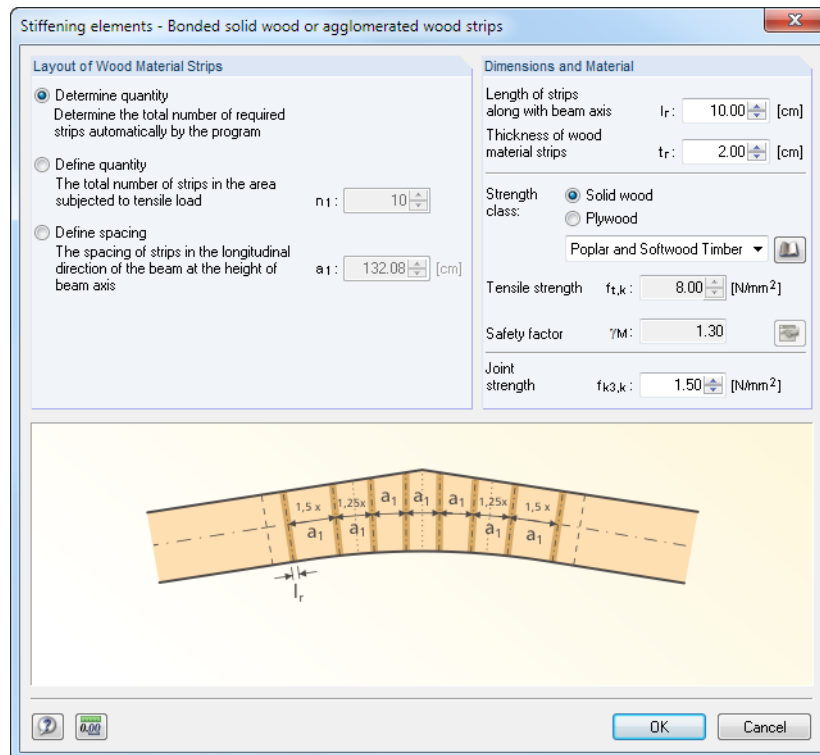 Stiffening elements - Bonded solid wood or agglomerated wood strips
Layout of Wood Material Strips
Determine quantity
Determine the total number of required
strips automatically by the program
Define quantity
The total number of strips in the area
subjected to tensile load
n1: 10
Define spacing
The spacing of strips in the longitudinal
direction of the beam at the height of
beam axis
a1: 132.08 [cm]
Dimensions and Material
Length of strips
along with beam axis
lr: 10.00 [cm]
Thickness of wood
material strips
tr: 2.00 [cm]
Strength
class:
Solid wood
Plywood
Poplar and Softwood Timber
Tensile strength ft,k: 8.00 [N/mm2]
Safety factor γM: 1.30
Joint
strength
fk3,k: 1.50 [N/mm2]
1,5 x
a1
1,25x
a1
a1
a1
a1
1,25x
a1
1,5 x
a1
lr
0.00
OK
Cancel